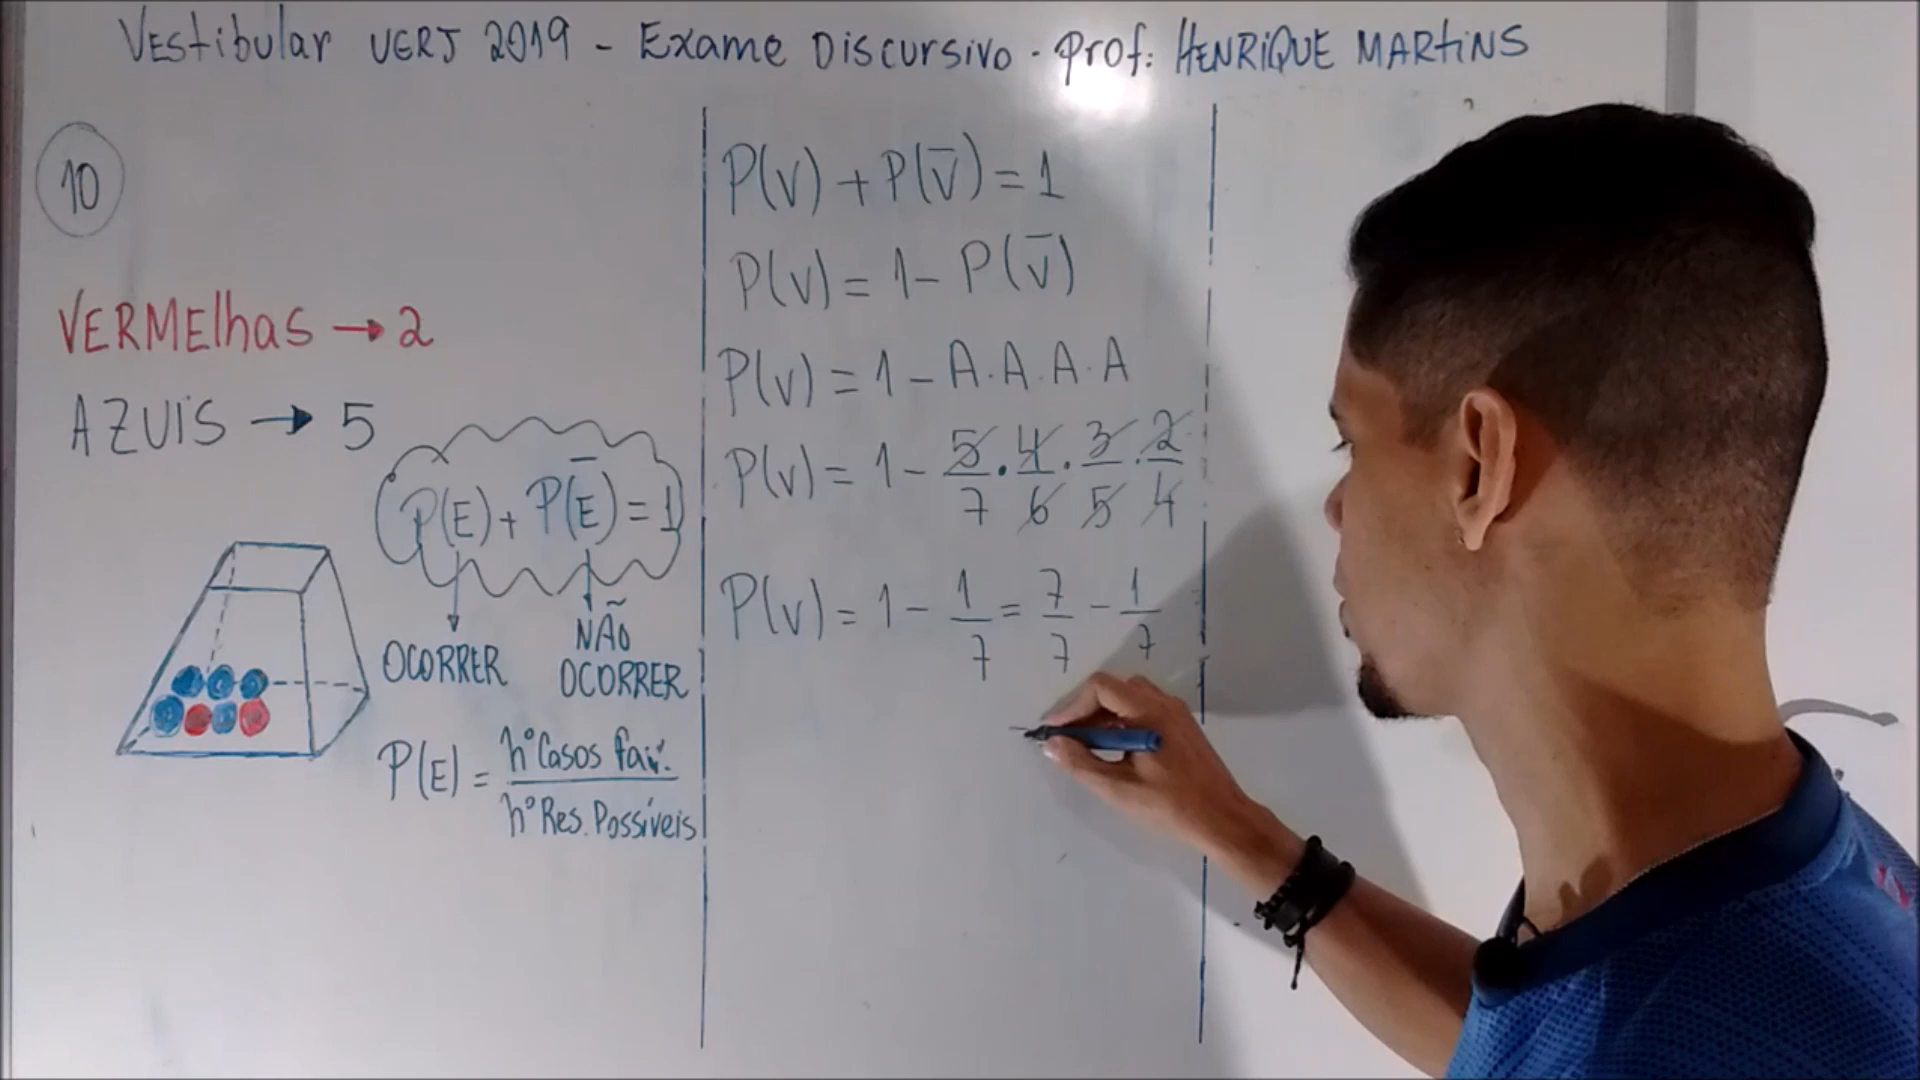 VEStibular UERJ 2019 - Exame Discursivo - Prof: HENRiQUE MARtiNS
10
VERMElhAS → 2
AZUiS → 5
P(E) + P(E̅) = 1
OCORRER
NÃO
OCORRER
P(E) = nº Casos fav. / nº Res. Possíveis
P(V) + P(V̅) = 1
P(V) = 1 - P(V̅)
P(V) = 1 - A . A . A . A
P(V) = 1 - 5/7 . 4/6 . 3/5 . 2/4
P(V) = 1 - 1/7 = 7/7 - 1/7